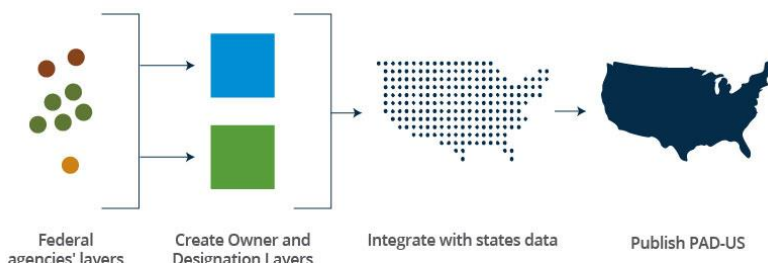 Federal
agencies' layers
Create Owner and
Designation Layers
Integrate with states data
Publish PAD-US